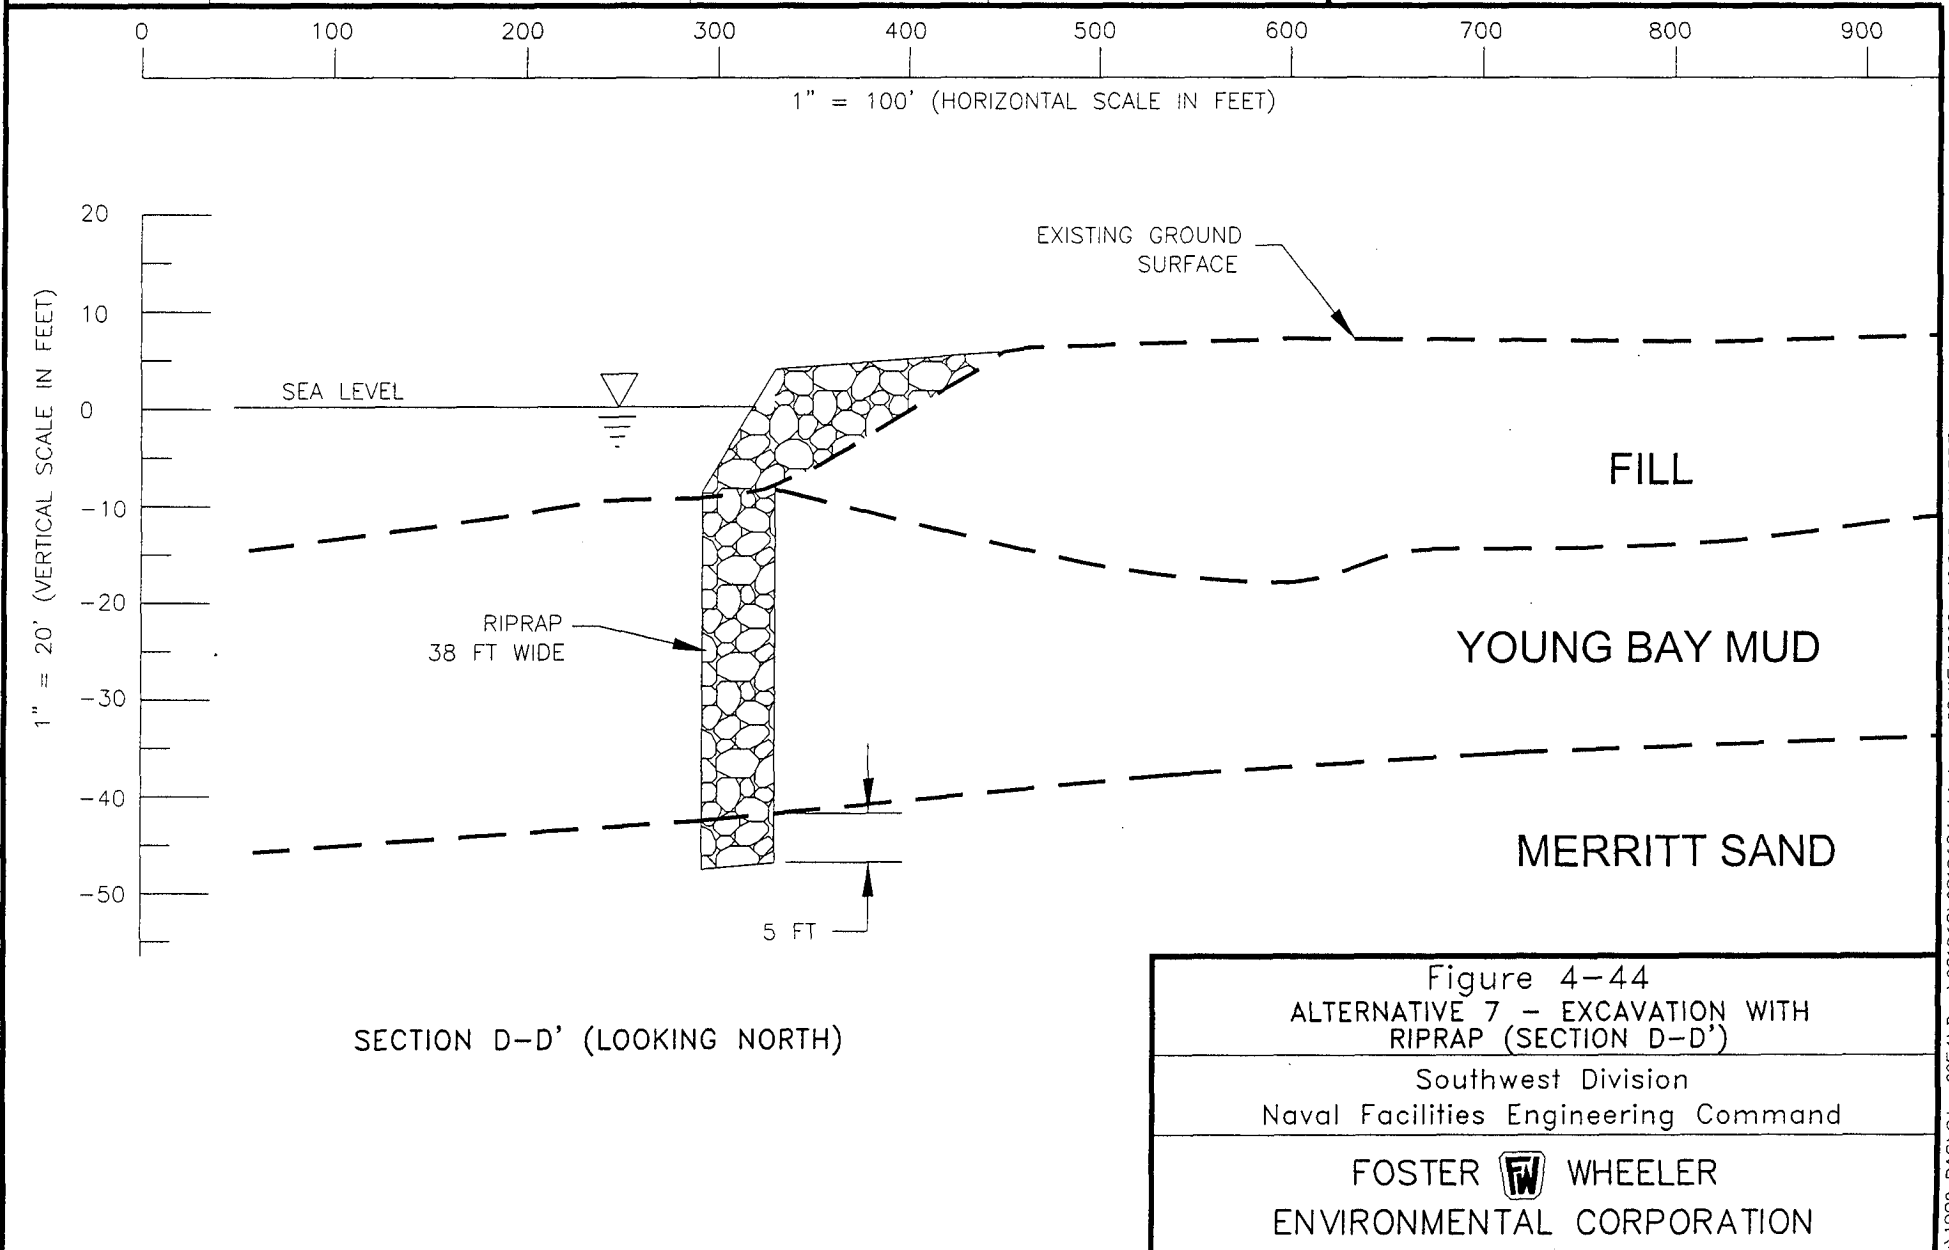 0 100 200 300 400 500 600 700 800 900
1" = 100' (HORIZONTAL SCALE IN FEET)
20
10
0
-10
-20
-30
-40
-50
1" = 20' (VERTICAL SCALE IN FEET)
EXISTING GROUND
SURFACE
SEA LEVEL
FILL
RIPRAP
38 FT WIDE
YOUNG BAY MUD
MERRITT SAND
5 FT
SECTION D-D' (LOOKING NORTH)
Figure 4-44
ALTERNATIVE 7 - EXCAVATION WITH
RIPRAP (SECTION D-D')
Southwest Division
Naval Facilities Engineering Command
FOSTER FW WHEELER
ENVIRONMENTAL CORPORATION